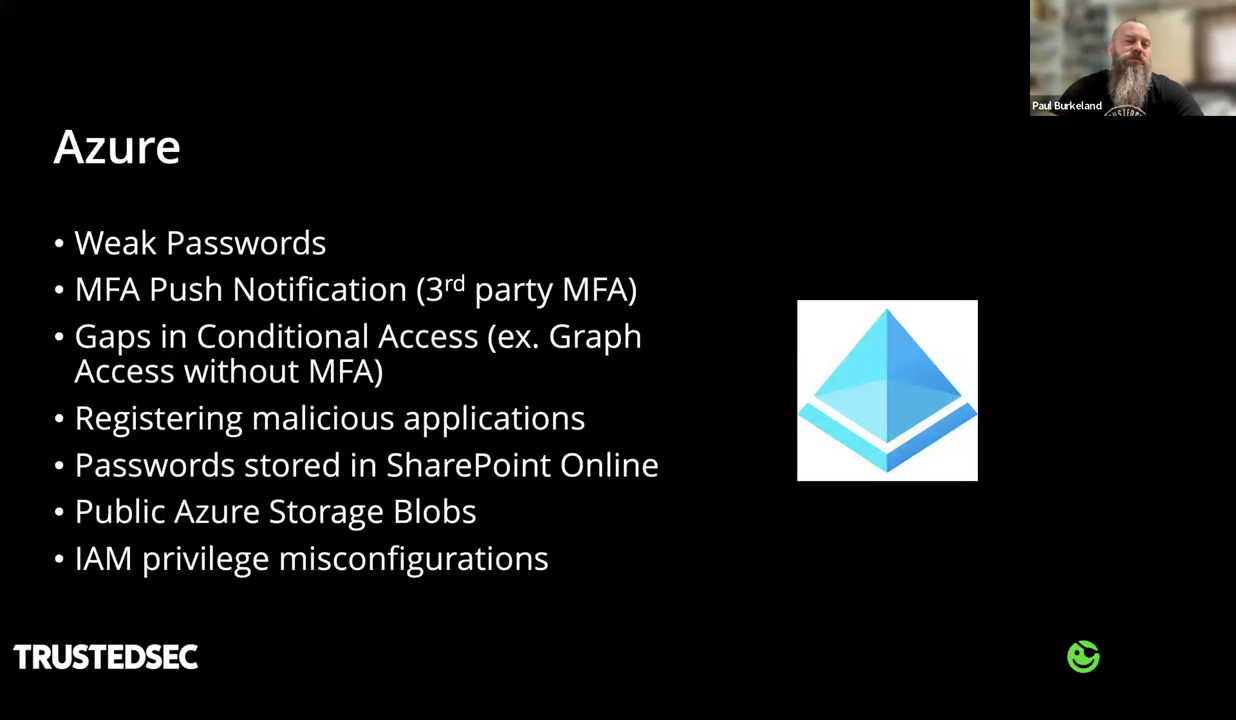 Paul Burkeland
Azure
• Weak Passwords
• MFA Push Notification (3rd party MFA)
• Gaps in Conditional Access (ex. Graph
Access without MFA)
• Registering malicious applications
• Passwords stored in SharePoint Online
• Public Azure Storage Blobs
• IAM privilege misconfigurations
TRUSTEDSEC